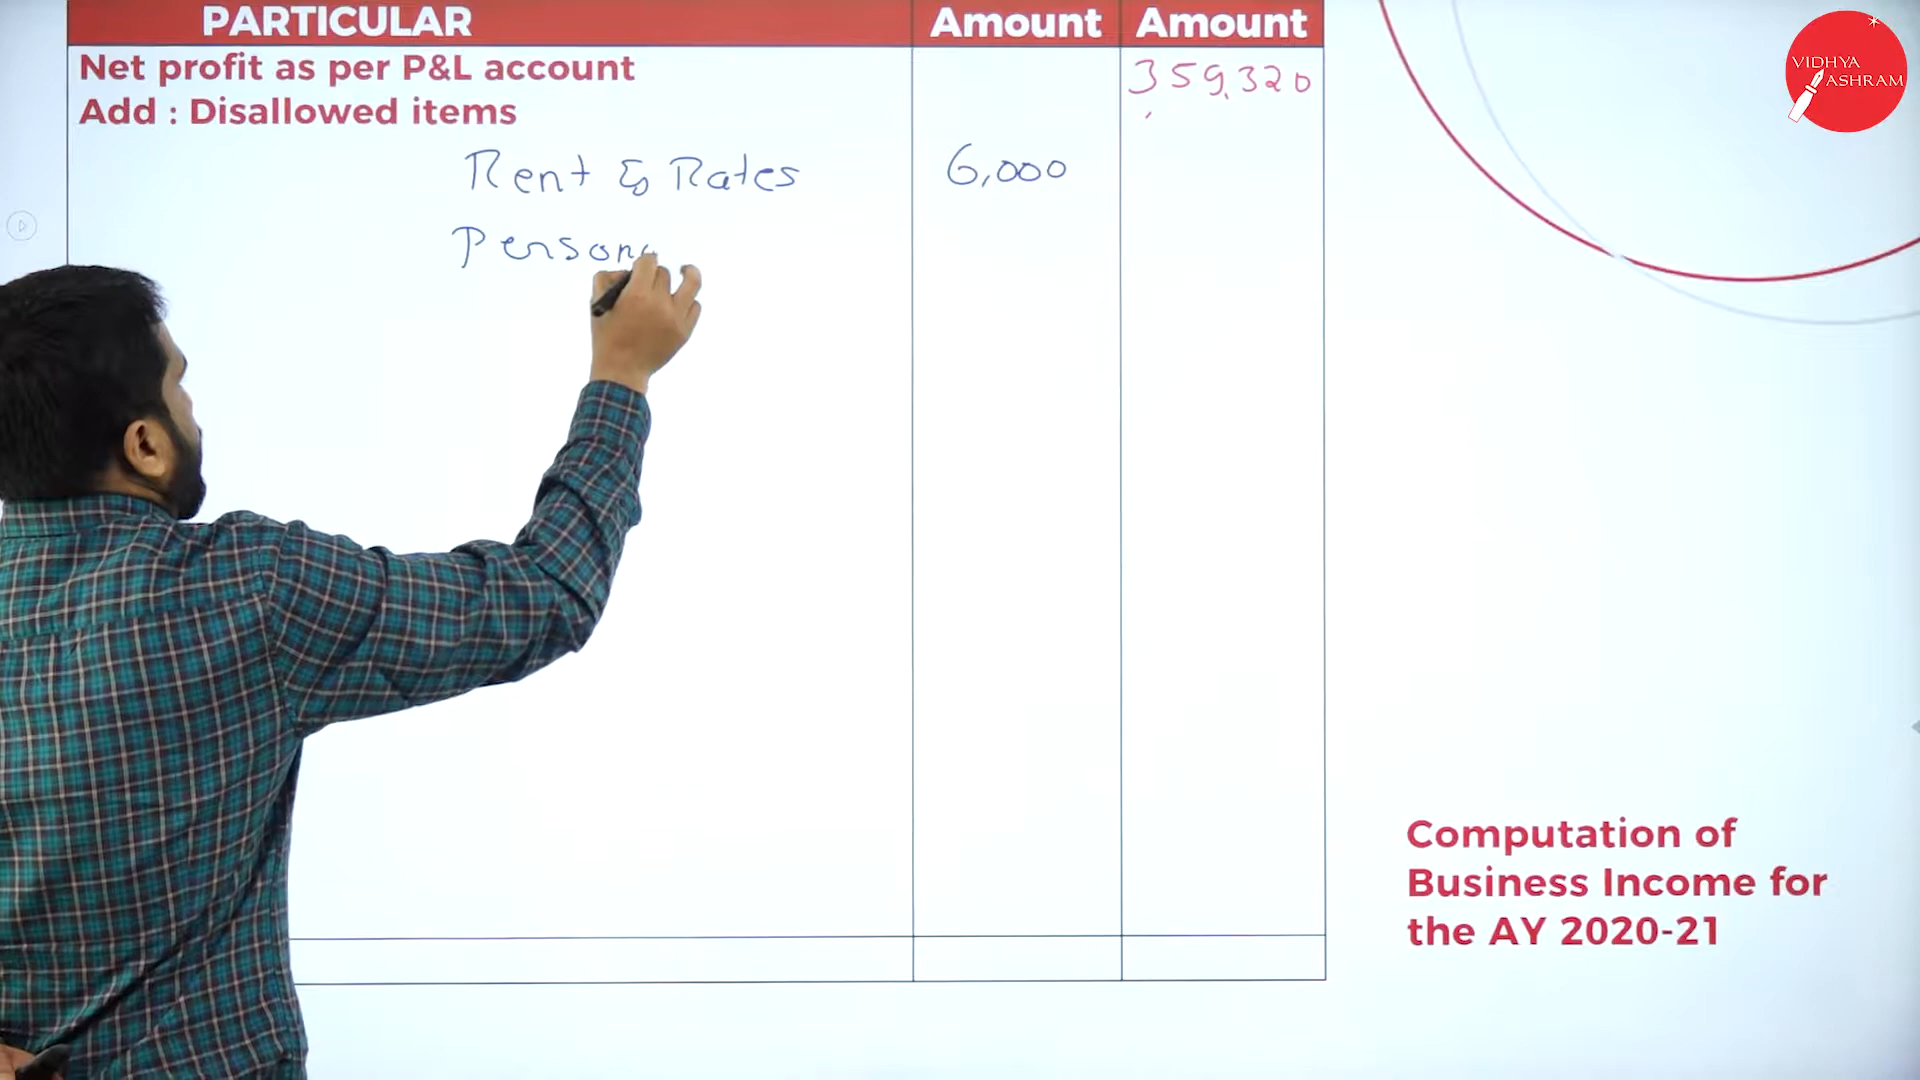 PARTICULAR Amount Amount
Net profit as per P&L account 359,320
Add : Disallowed items
Rent & Rates 6,000
Persona
VIDHYA
ASHRAM
Computation of
Business Income for
the AY 2020-21